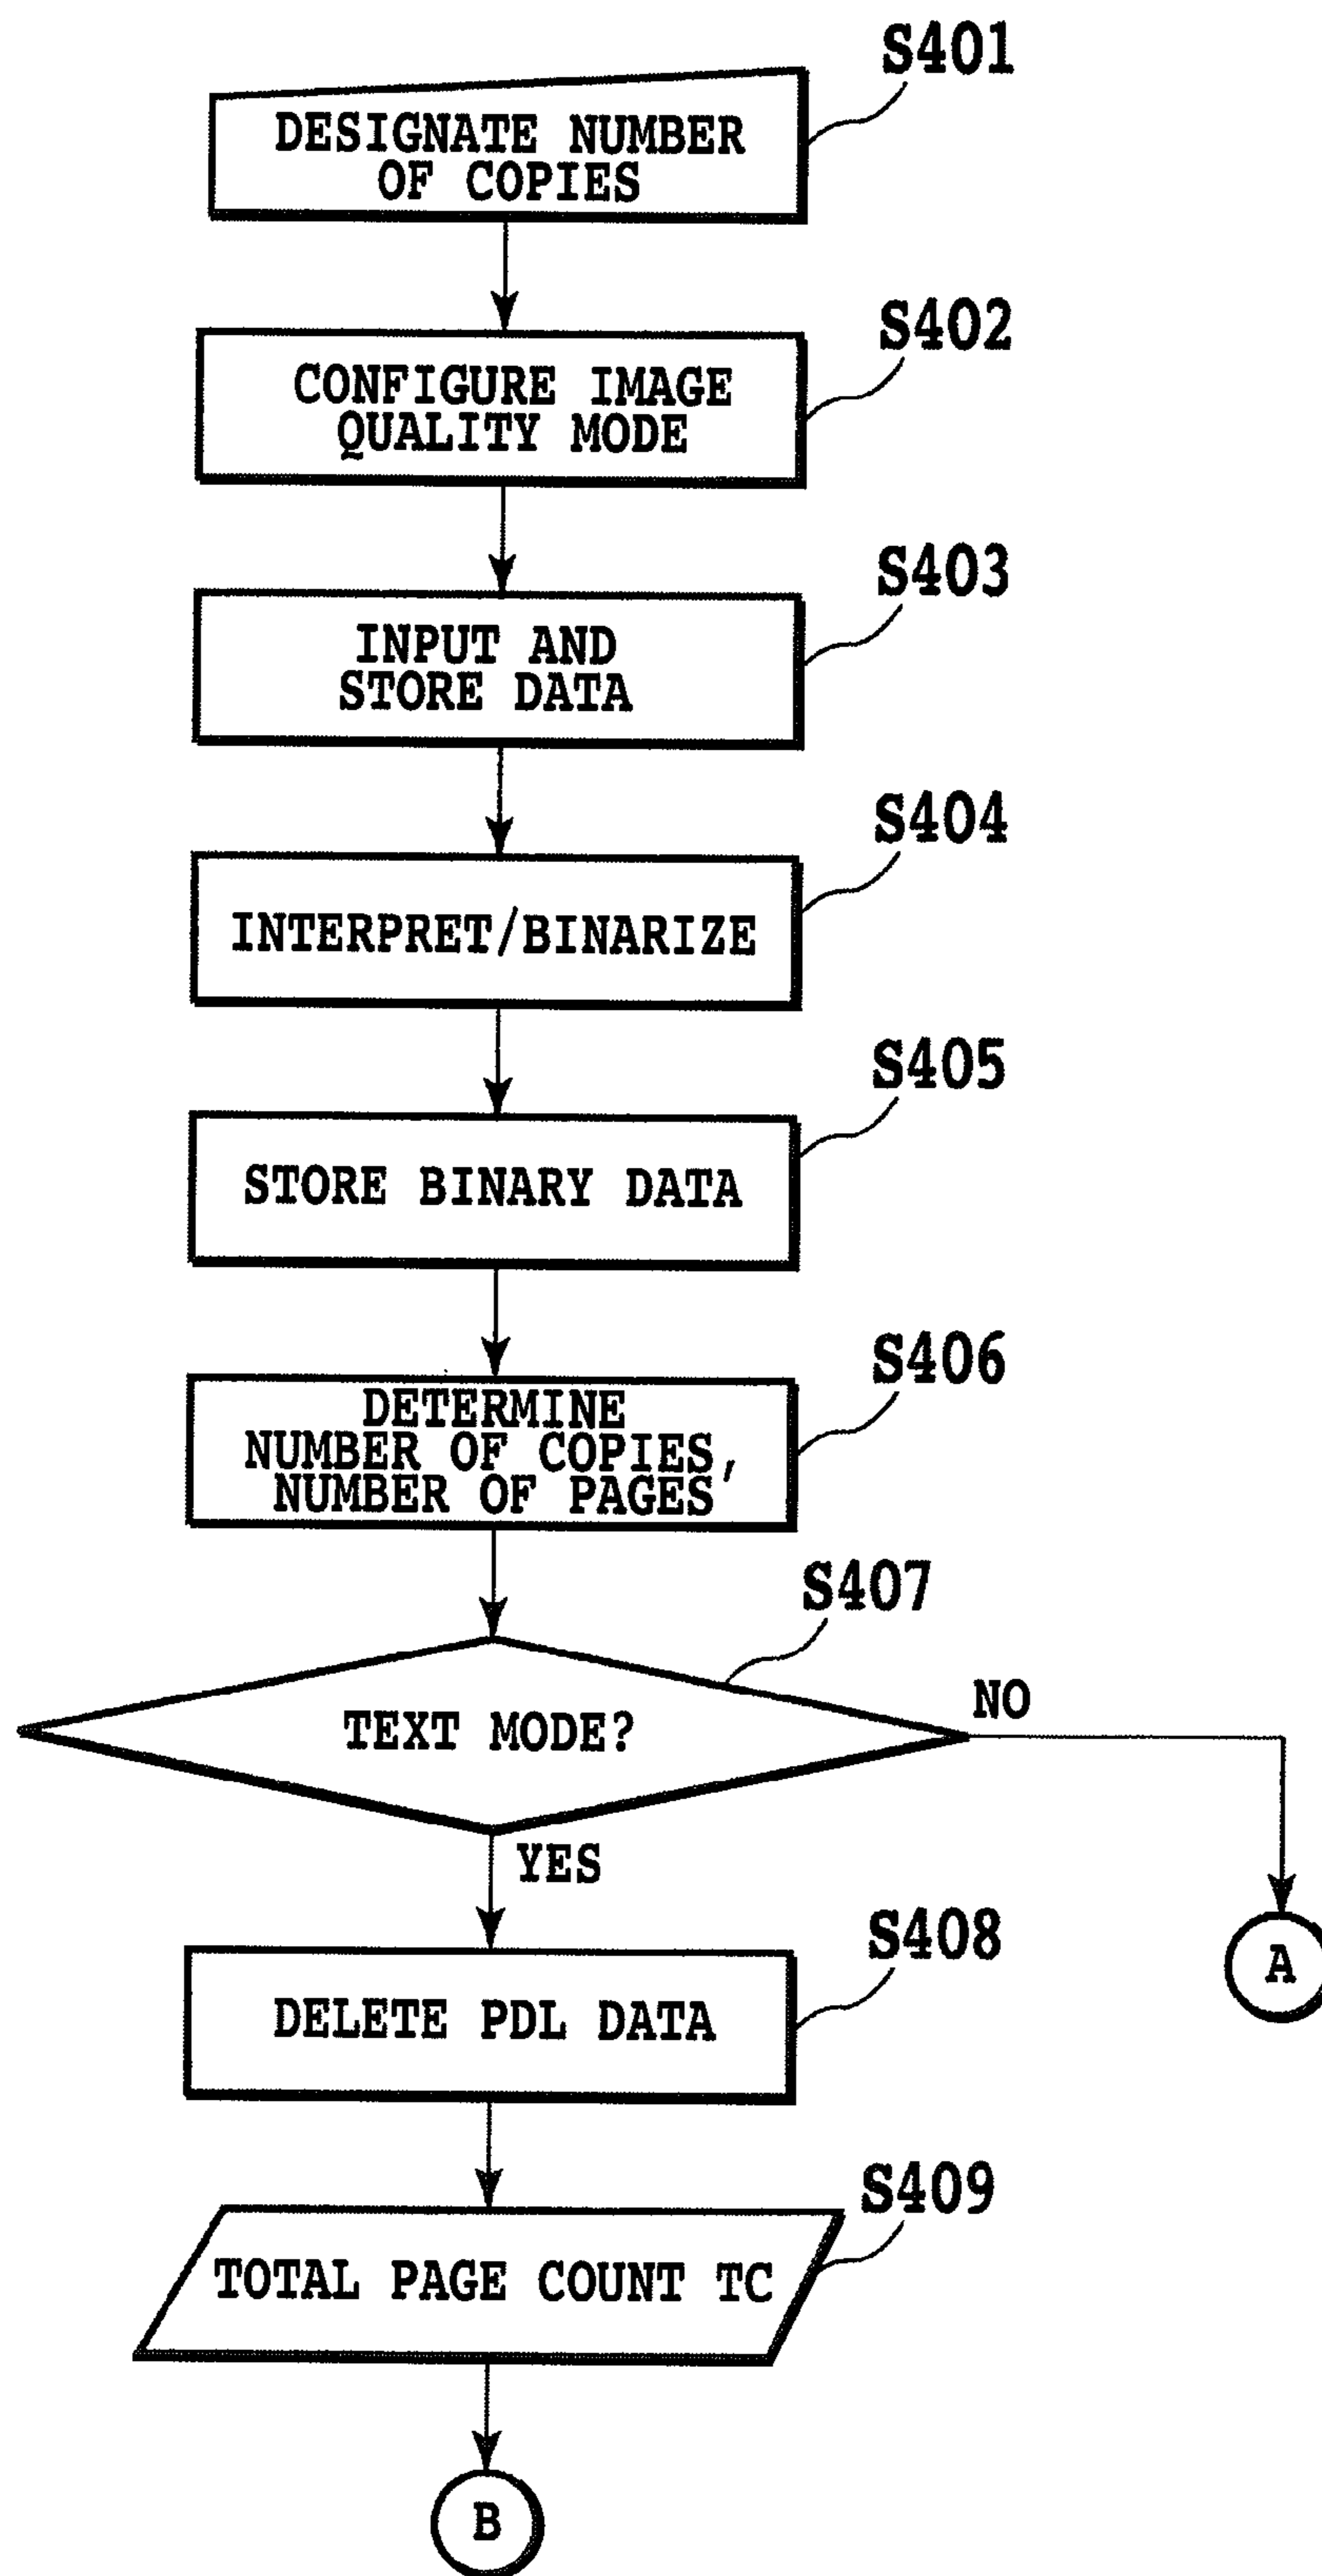 S401
DESIGNATE NUMBER
OF COPIES
S402
CONFIGURE IMAGE
QUALITY MODE
S403
INPUT AND
STORE DATA
S404
INTERPRET/BINARIZE
S405
STORE BINARY DATA
S406
DETERMINE
NUMBER OF COPIES,
NUMBER OF PAGES
S407
TEXT MODE?
NO
YES
A
S408
DELETE PDL DATA
S409
TOTAL PAGE COUNT TC
B